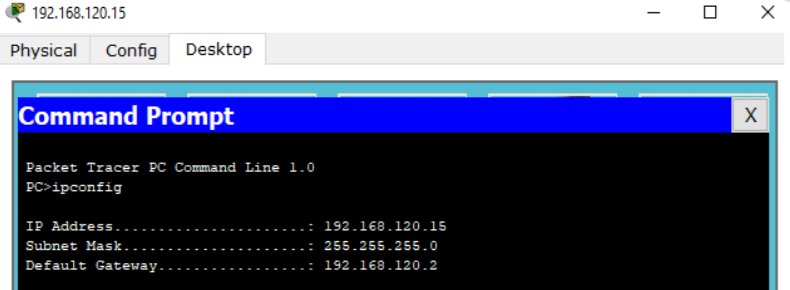 192.168.120.15
Physical Config Desktop
Command Prompt X
Packet Tracer PC Command Line 1.0
PC>ipconfig
IP Address......................: 192.168.120.15
Subnet Mask.....................: 255.255.255.0
Default Gateway.................: 192.168.120.2